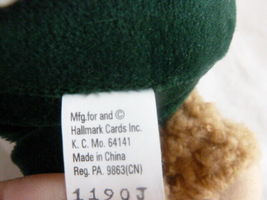 Mfg.for and ©
Hallmark Cards Inc.
K. C. Mo. 64141
Made in China
Reg. PA. 9863(CN)
1190J